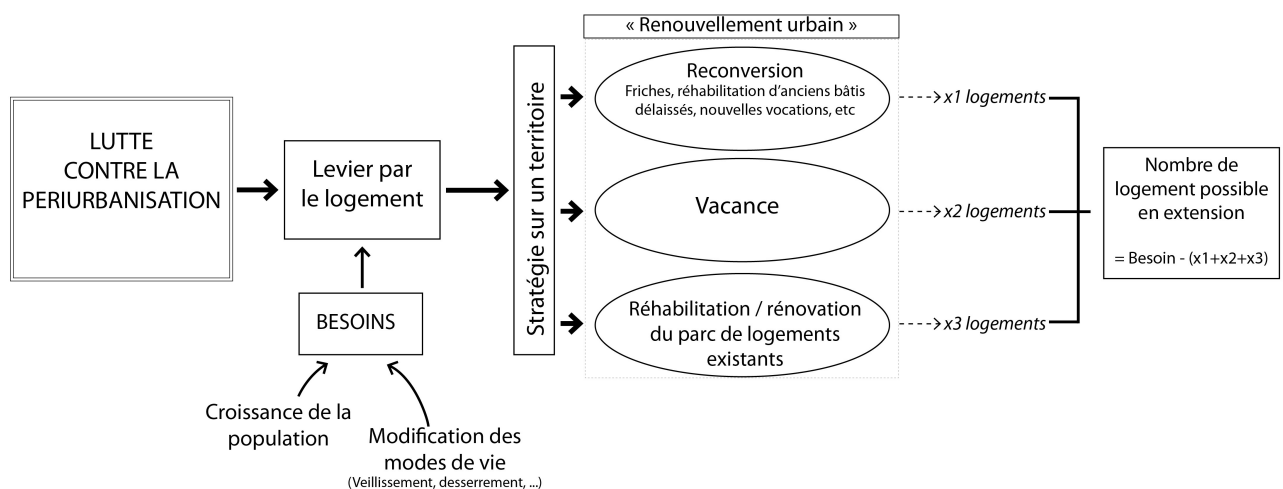 LUTTE
CONTRE LA
PERIURBANISATION
Levier par
le logement
BESOINS
Croissance de la
population
Modification des
modes de vie
(Veillissement, desserrement, ...)
Stratégie sur un territoire
« Renouvellement urbain »
Reconversion
Friches, réhabilitation d'anciens bâtis
délaissés, nouvelles vocations, etc
Vacance
Réhabilitation / rénovation
du parc de logements
existants
x1 logements
x2 logements
x3 logements
Nombre de
logement possible
en extension
= Besoin - (x1+x2+x3)